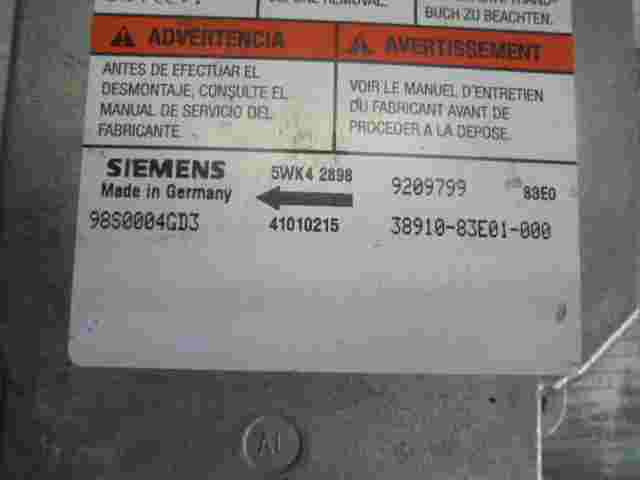 BUCH ZU BEACHTEN.
ADVERTENCIA
AVERTISSEMENT
ANTES DE EFECTUAR EL
DESMONTAJE, CONSULTE EL
MANUAL DE SERVICIO DEL
FABRICANTE.
VOIR LE MANUEL D'ENTRETIEN
DU FABRICANT AVANT DE
PROCEDER A LA DEPOSE.
SIEMENS
Made in Germany
5WK4 2898
9209799
83E0
98S0004GD3
41010215
38910-83E01-000
0